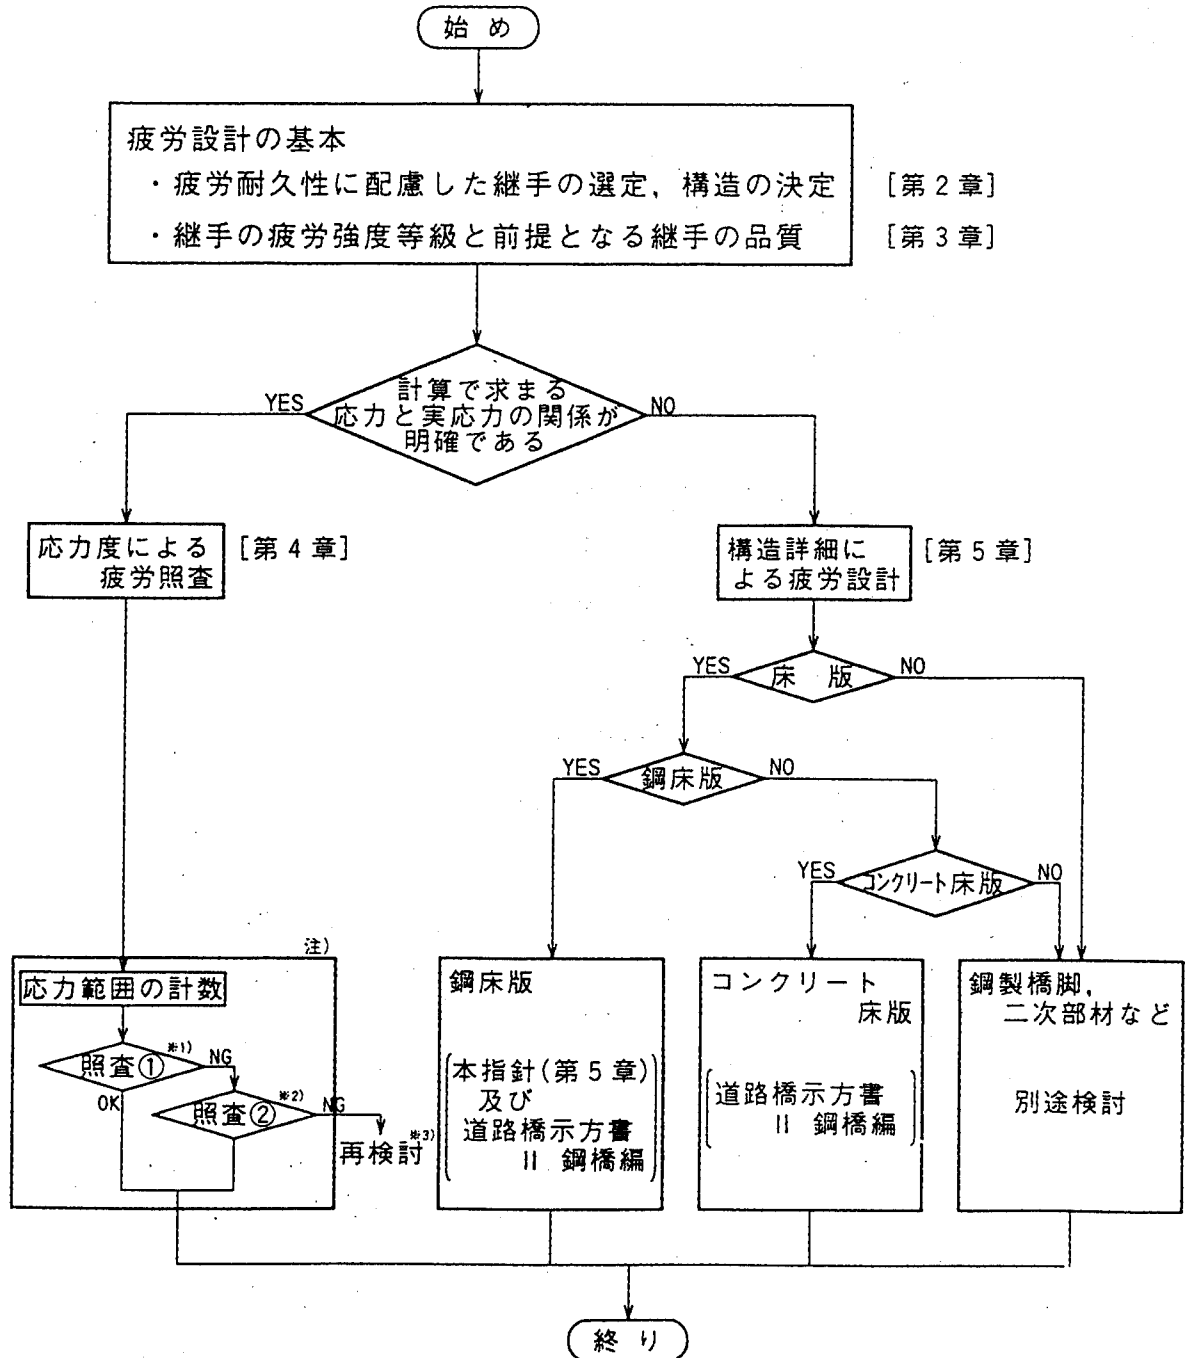 始 め
疲労設計の基本
・疲労耐久性に配慮した継手の選定，構造の決定 [第２章]
・継手の疲労強度等級と前提となる継手の品質 [第３章]
計算で求まる
応力と実応力の関係が
明確である
YES
NO
応力度による
疲労照査
[第４章]
構造詳細に
よる疲労設計
[第５章]
床　版
YES
NO
鋼床版
YES
NO
コンクリート床版
YES
NO
注)
応力範囲の計数
照査①※1)
NG
OK
照査②※2)
NG
再検討※3)
鋼床版
本指針(第５章)
及び
道路橋示方書
Ⅱ 鋼橋編
コンクリート
床版
道路橋示方書
Ⅱ 鋼橋編
鋼製橋脚，
二次部材など
別途検討
終 り